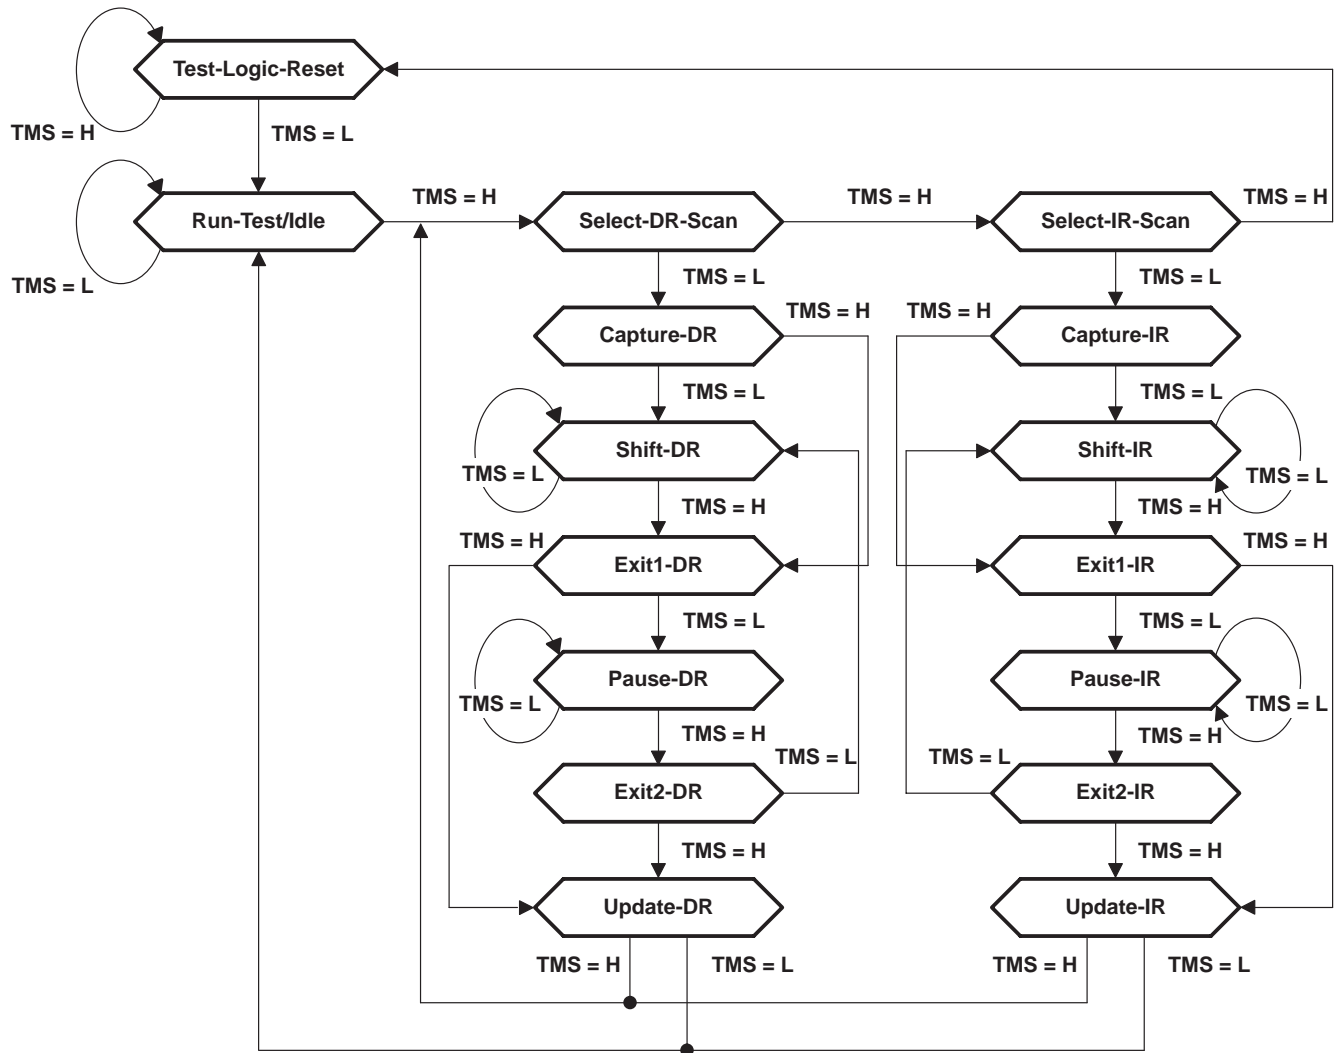 Test-Logic-Reset
TMS = H
TMS = L
Run-Test/Idle
TMS = H
Select-DR-Scan
TMS = H
Select-IR-Scan
TMS = H
TMS = L
TMS = L
TMS = L
Capture-DR
TMS = H
TMS = H
Capture-IR
TMS = L
TMS = L
Shift-DR
Shift-IR
TMS = L
TMS = L
TMS = H
TMS = H
TMS = H
Exit1-DR
Exit1-IR
TMS = H
TMS = L
TMS = L
Pause-DR
Pause-IR
TMS = L
TMS = L
TMS = H
TMS = H
Exit2-DR
TMS = L
TMS = L
Exit2-IR
TMS = H
TMS = H
Update-DR
Update-IR
TMS = H
TMS = L
TMS = H
TMS = L